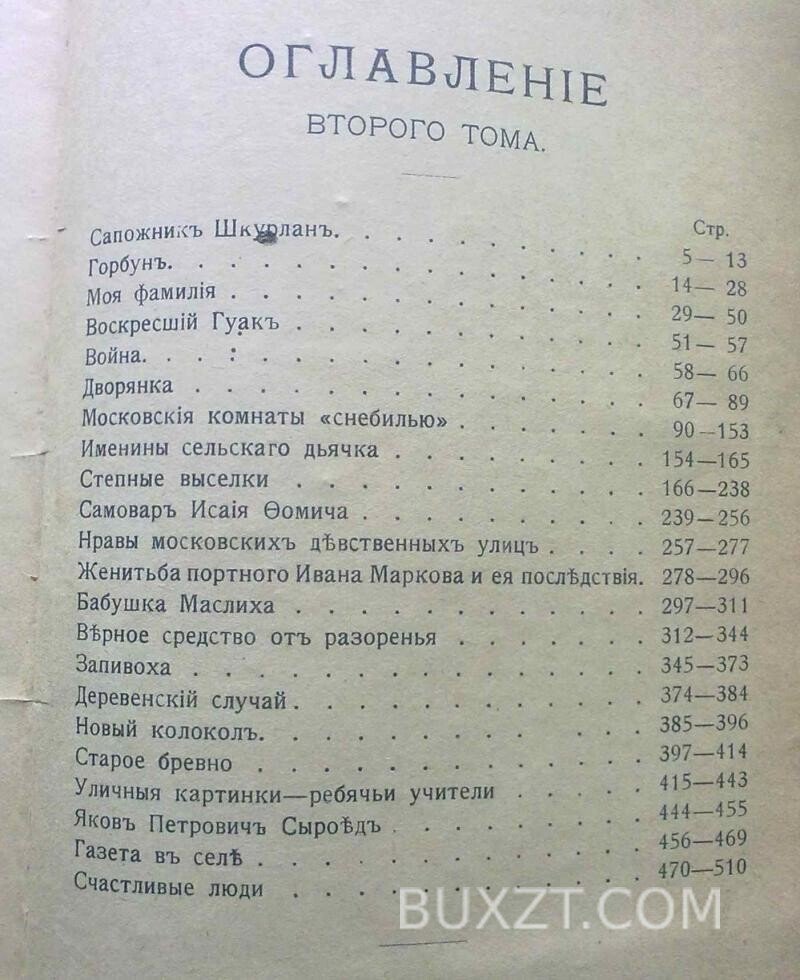 ОГЛАВЛЕНІЕ
ВТОРОГО ТОМА.
Стр.
Сапожникъ Шкурланъ. . . . . . . . . . 5— 13
Горбунъ. . . . . . . . . . . . . . . 14— 28
Моя фамилія . . . . . . . . . . . . . 29— 50
Воскресшій Гуакъ . . . . . . . . . . . 51— 57
Война. . . . . . . . . . . . . . . . 58— 66
Дворянка . . . . . . . . . . . . . . 67— 89
Московскія комнаты «снебилью» . . . . . . 90—153
Именины сельскаго дьячка . . . . . . . . 154—165
Степные выселки . . . . . . . . . . . 166—238
Самоваръ Исаія Ѳомича . . . . . . . . . 239—256
Нравы московскихъ дѣвственныхъ улицъ . . . . 257—277
Женитьба портного Ивана Маркова и ея послѣдствія. 278—296
Бабушка Маслиха . . . . . . . . . . . 297—311
Вѣрное средство отъ разоренья . . . . . . 312—344
Запивоха . . . . . . . . . . . . . . 345—373
Деревенскій случай . . . . . . . . . . . 374—384
Новый колоколъ. . . . . . . . . . . . 385—396
Старое бревно . . . . . . . . . . . . 397—414
Уличныя картинки—ребячьи учители . . . . . 415—443
Яковъ Петровичъ Сыроѣдъ . . . . . . . . 444—455
Газета въ селѣ . . . . . . . . . . . . 456—469
Счастливые люди . . . . . . . . . . . 470—510
BUXZT.COM